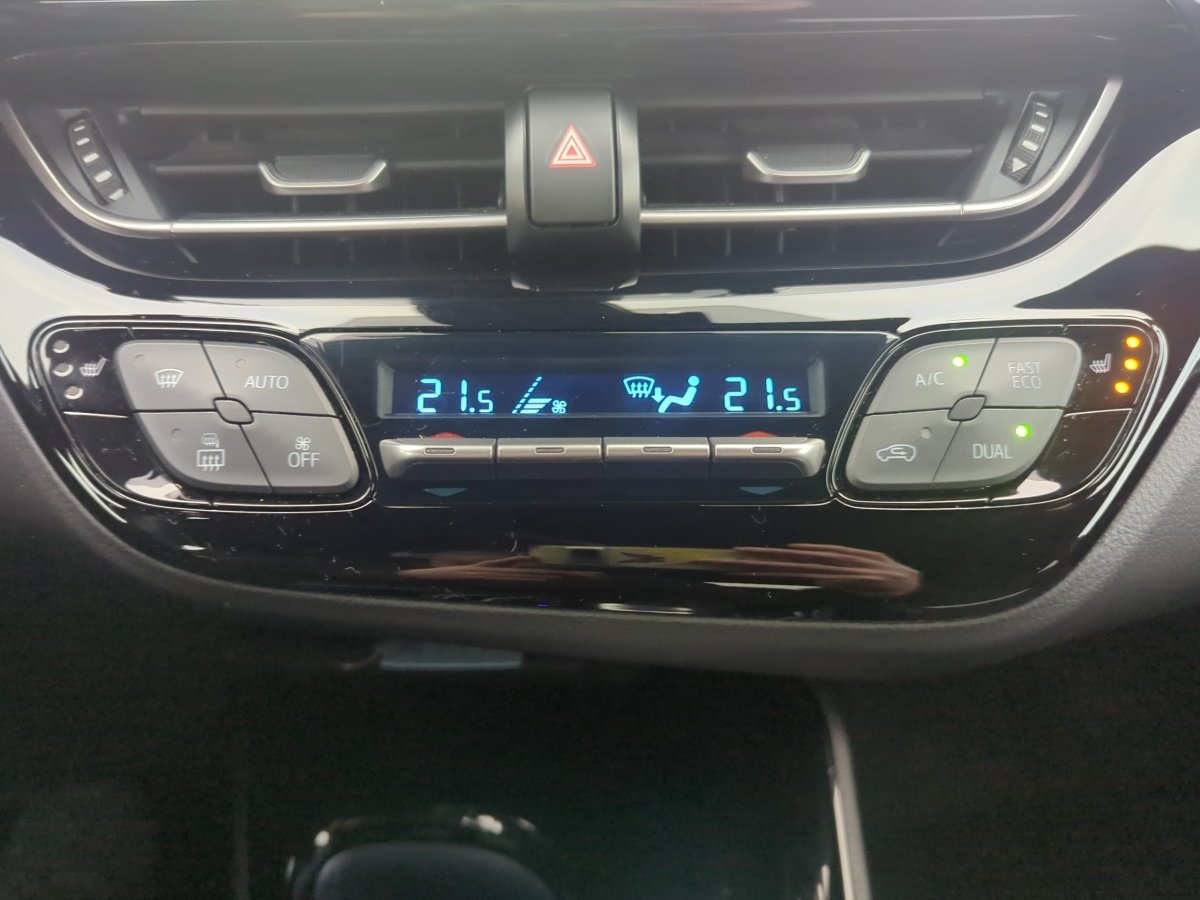 AUTO
OFF
21.5
21.5
A/C
FAST
ECO
DUAL